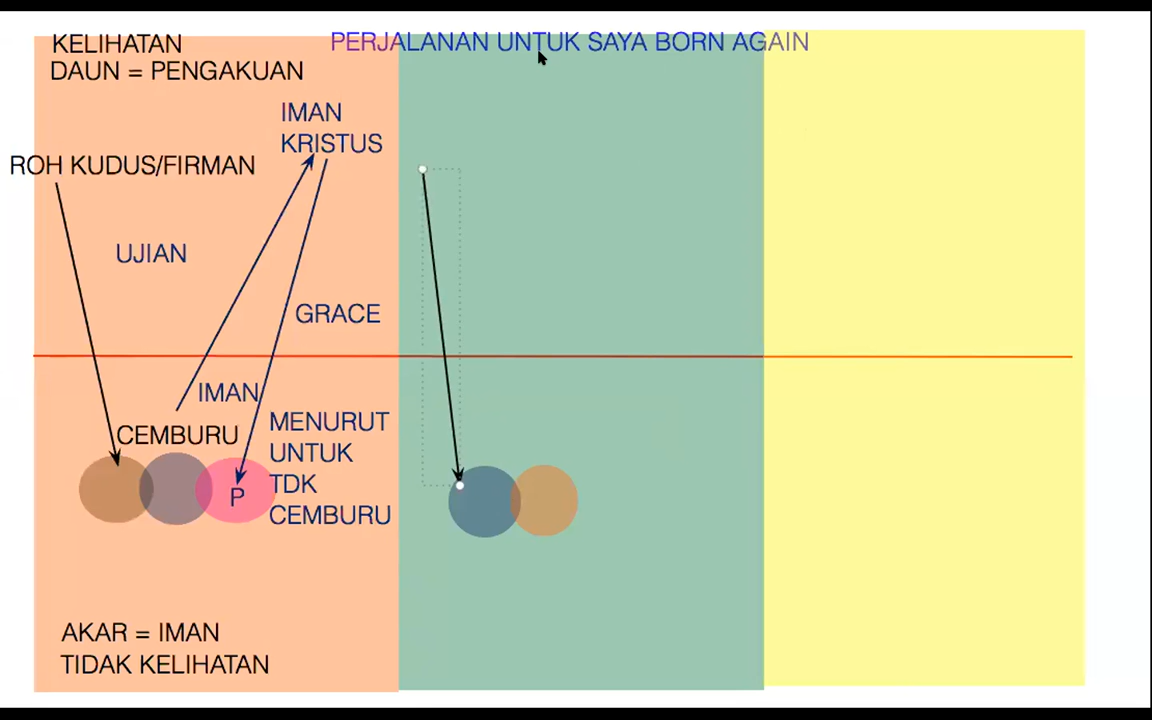 PERJALANAN UNTUK SAYA BORN AGAIN
KELIHATAN
DAUN = PENGAKUAN
IMAN
KRISTUS
ROH KUDUS/FIRMAN
UJIAN
GRACE
IMAN
CEMBURU
MENURUT
UNTUK
TDK
CEMBURU
P
AKAR = IMAN
TIDAK KELIHATAN